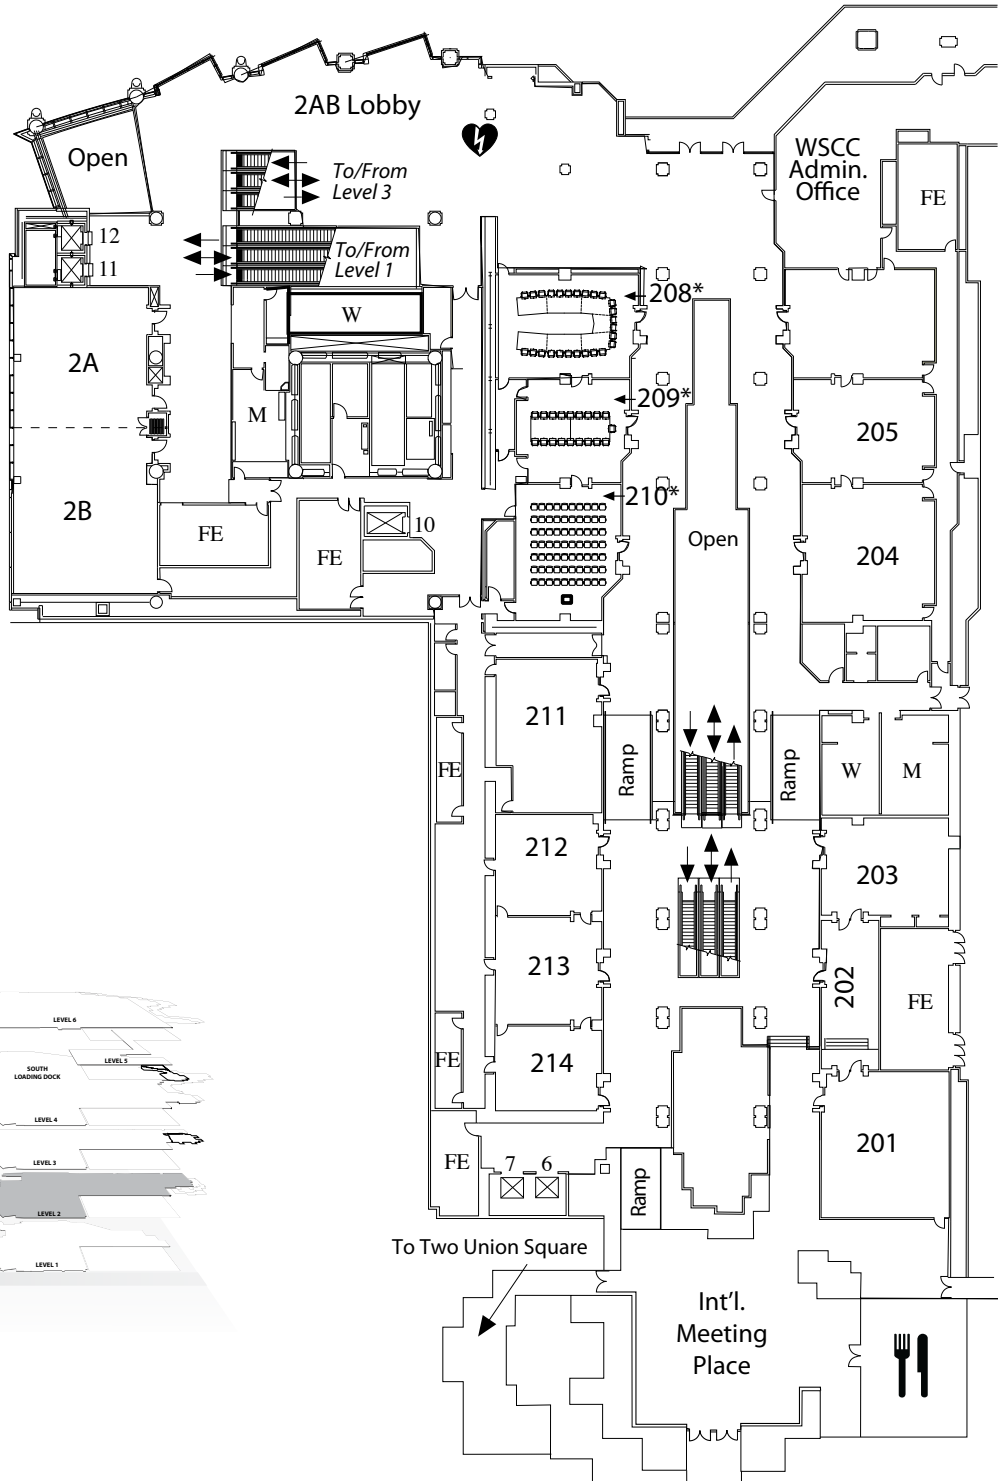 2AB Lobby
Open
WSCC
Admin.
Office
FE
To/From
Level 3
12
11
To/From
Level 1
W
208*
2A
M
209*
205
2B
FE
FE
10
210*
Open
204
211
FE
Ramp
Ramp
W
M
212
203
213
202
FE
LEVEL 6
LEVEL 5
SOUTH
LOADING DOCK
LEVEL 4
LEVEL 3
LEVEL 2
LEVEL 1
FE
214
201
FE
7
6
Ramp
To Two Union Square
Int'l.
Meeting
Place